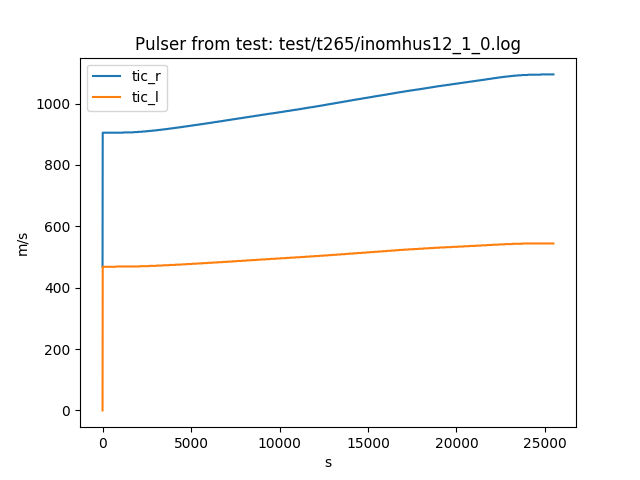 Pulser from test: test/t265/inomhus12_1_0.log
tic_r
tic_l
1000
800
600
400
200
0
m/s
0 5000 10000 15000 20000 25000
s